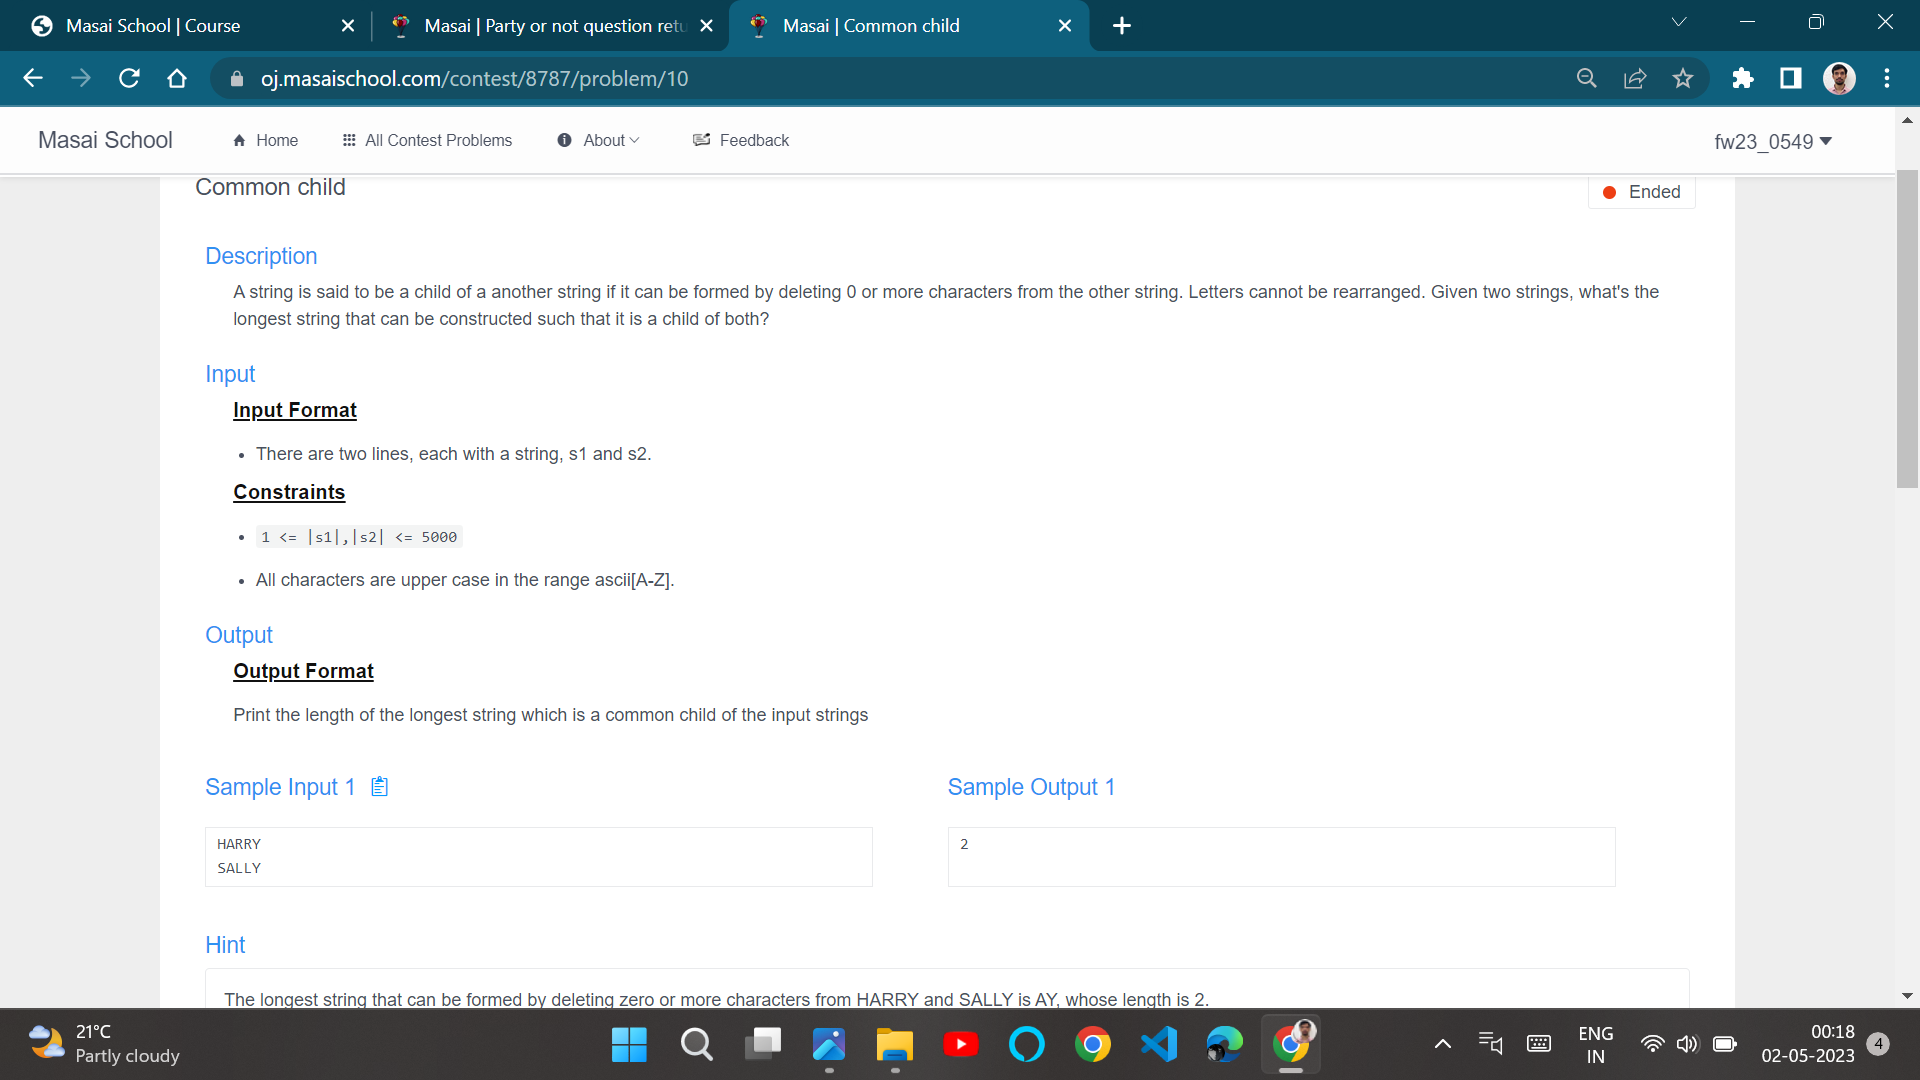 Masai School | Course
Masai | Party or not question retu
Masai | Common child
oj.masaischool.com/contest/8787/problem/10
Masai School
Home
All Contest Problems
About
Feedback
fw23_0549
Common child
Ended
Description
A string is said to be a child of a another string if it can be formed by deleting 0 or more characters from the other string. Letters cannot be rearranged. Given two strings, what's the
longest string that can be constructed such that it is a child of both?
Input
Input Format
• There are two lines, each with a string, s1 and s2.
Constraints
• 1 <= |s1|,|s2| <= 5000
• All characters are upper case in the range ascii[A-Z].
Output
Output Format
Print the length of the longest string which is a common child of the input strings
Sample Input 1
HARRY
SALLY
Sample Output 1
2
Hint
The longest string that can be formed by deleting zero or more characters from HARRY and SALLY is AY, whose length is 2.
21°C
Partly cloudy
ENG
IN
00:18
02-05-2023
4